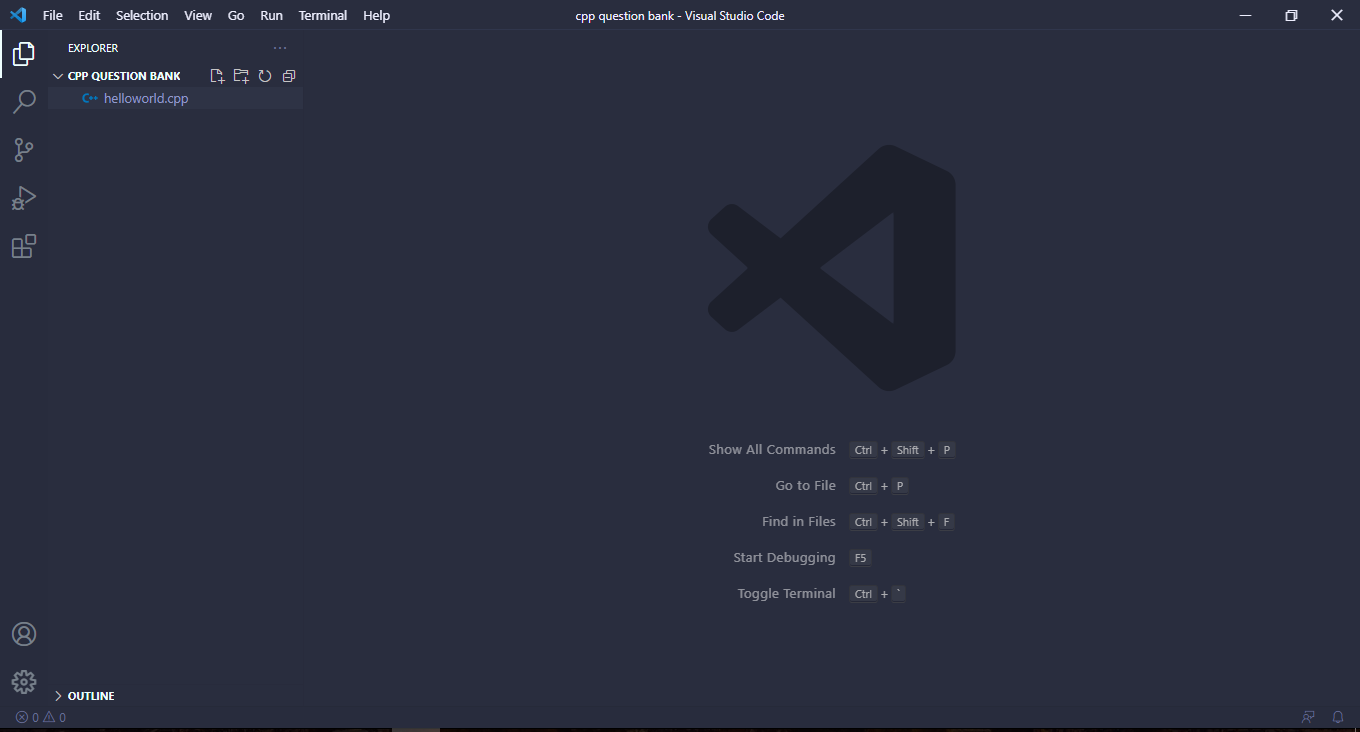 File Edit Selection View Go Run Terminal Help cpp question bank - Visual Studio Code
EXPLORER ...
CPP QUESTION BANK
C++ helloworld.cpp
Show All Commands Ctrl + Shift + P
Go to File Ctrl + P
Find in Files Ctrl + Shift + F
Start Debugging F5
Toggle Terminal Ctrl + `
OUTLINE
0 0